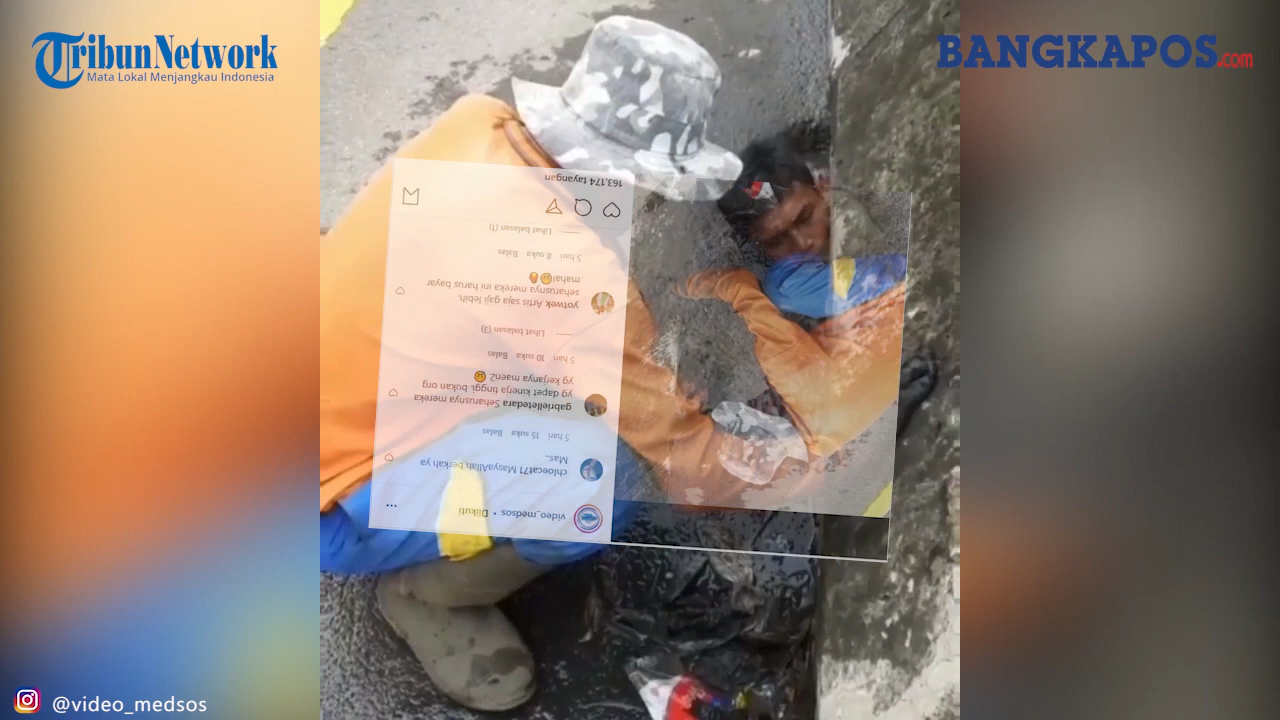 Tribun Network
Mata Lokal Menjangkau Indonesia
BANGKAPOS.com
video_medsos • Diikuti
chloecat71 MasyaAllah berkah ya
Mas..
5 hari 15 suka Balas
gabrielletedara Seharusnya mereka
yg dapet kinerja tinggi. bukan org
yg kerjanya maen2 🤨
5 hari 10 suka Balas
Lihat balasan (3)
yotwek Artis saja gaji lebih.
seharusnya mereka ini harus bayar
mahal
5 hari 8 suka Balas
Lihat balasan (1)
163.174 tayangan
@video_medsos